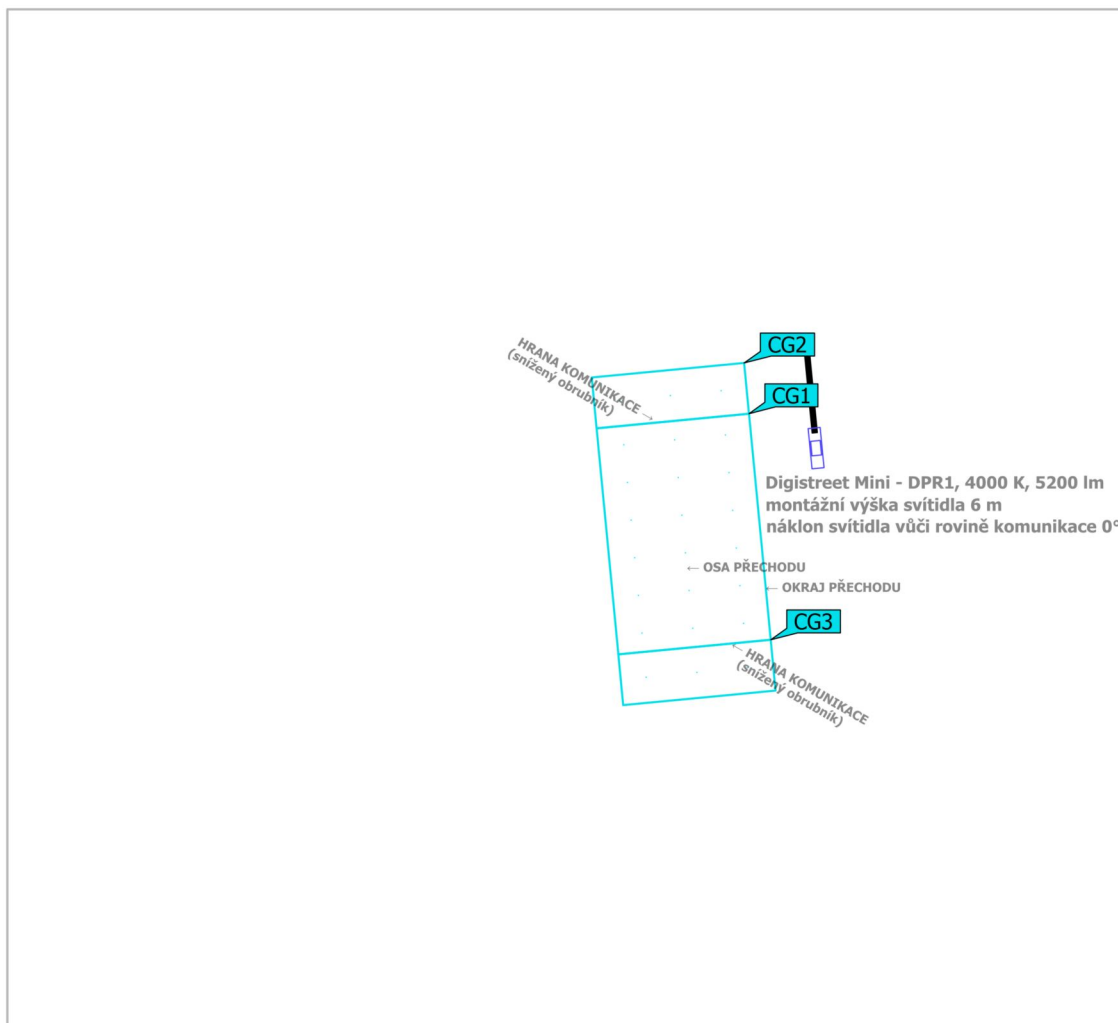 CG2
HRANA KOMUNIKACE
(snížený obrubník)
CG1
Digistreet Mini - DPR1, 4000 K, 5200 lm
montážní výška svítidla 6 m
náklon svítidla vůči rovině komunikace 0°
← OSA PŘECHODU
← OKRAJ PŘECHODU
CG3
← HRANA KOMUNIKACE
(snížený obrubník)